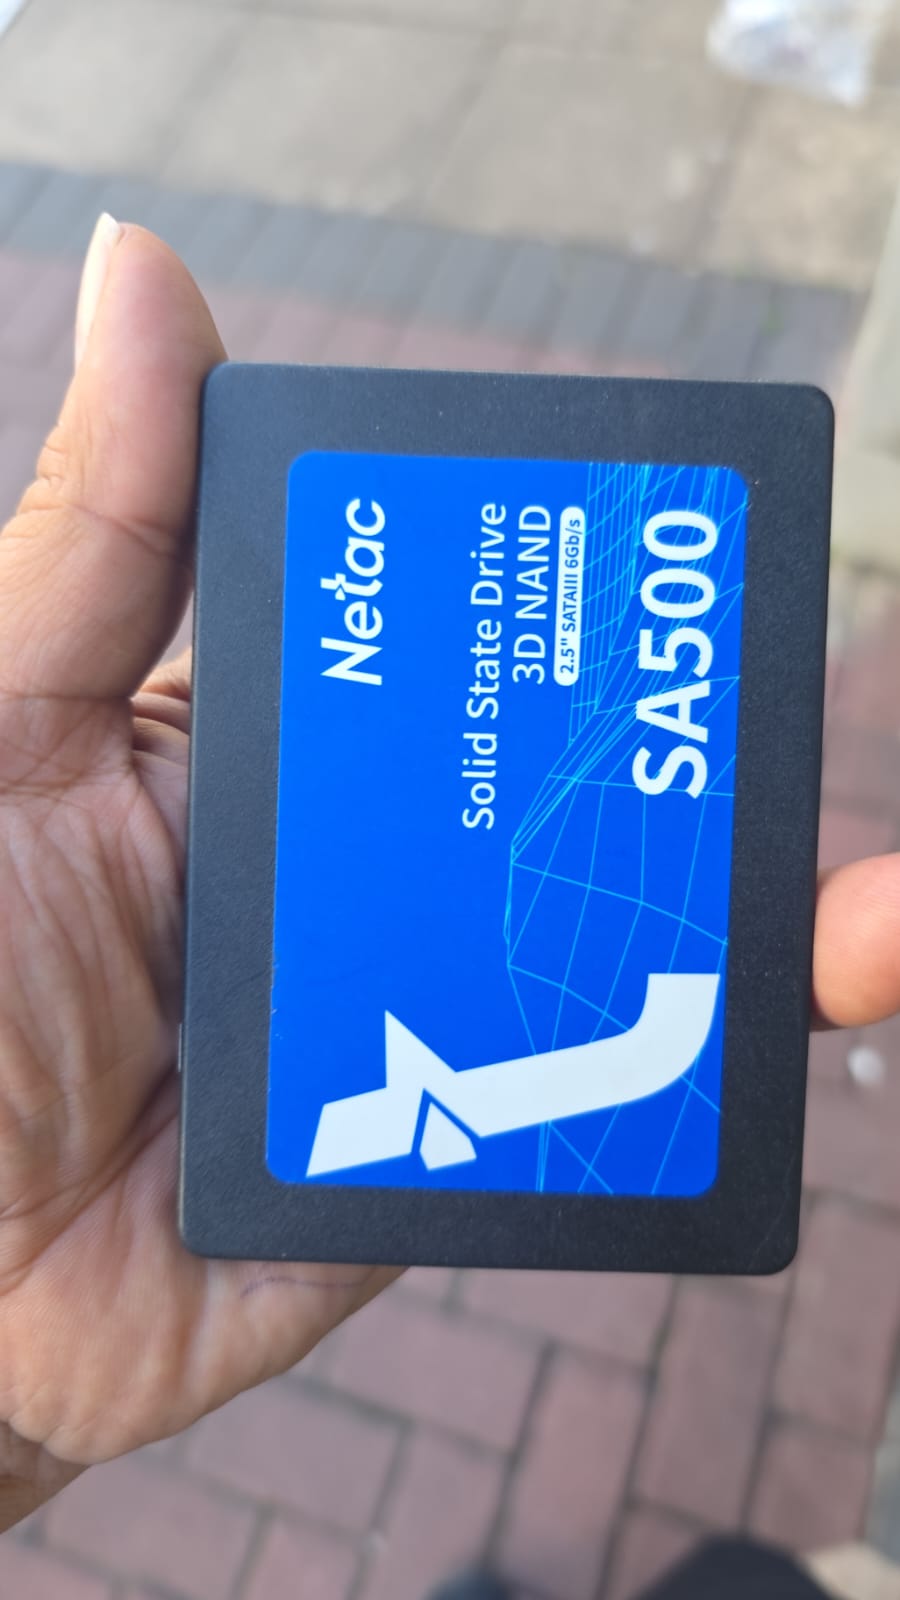 Netac
Solid State Drive
3D NAND
2.5" SATAIII 6Gb/s
SA500